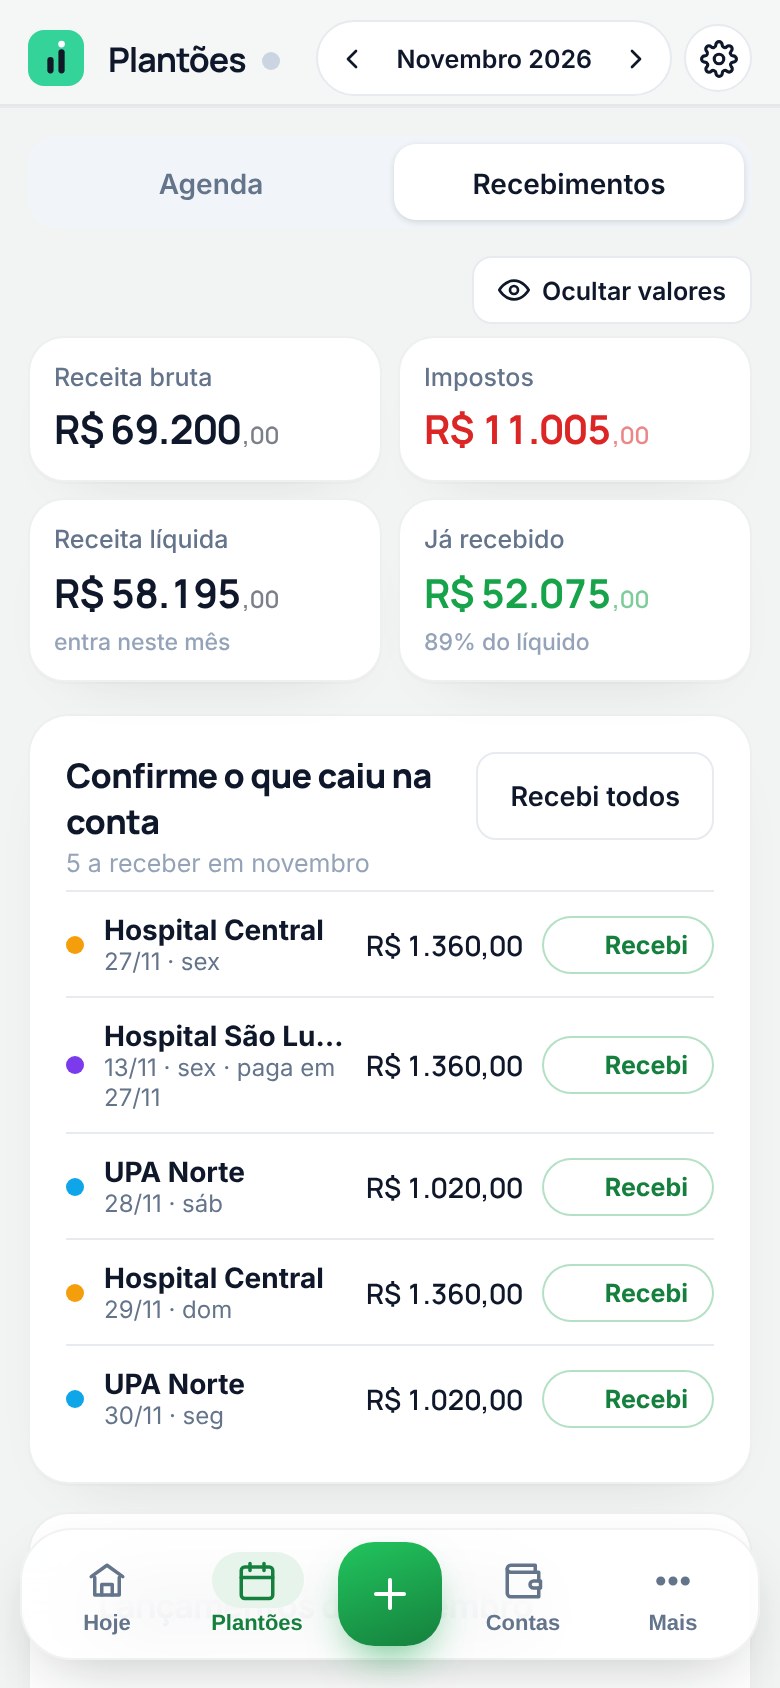 Plantões
Novembro 2026
Agenda
Recebimentos
Ocultar valores
Receita bruta
R$ 69.200,00
Impostos
R$ 11.005,00
Receita líquida
R$ 58.195,00
entra neste mês
Já recebido
R$ 52.075,00
89% do líquido
Confirme o que caiu na
conta
Recebi todos
5 a receber em novembro
Hospital Central
27/11 · sex
R$ 1.360,00
Recebi
Hospital São Lu...
13/11 · sex · paga em
27/11
R$ 1.360,00
Recebi
UPA Norte
28/11 · sáb
R$ 1.020,00
Recebi
Hospital Central
29/11 · dom
R$ 1.360,00
Recebi
UPA Norte
30/11 · seg
R$ 1.020,00
Recebi
Hoje
Plantões
Contas
Mais